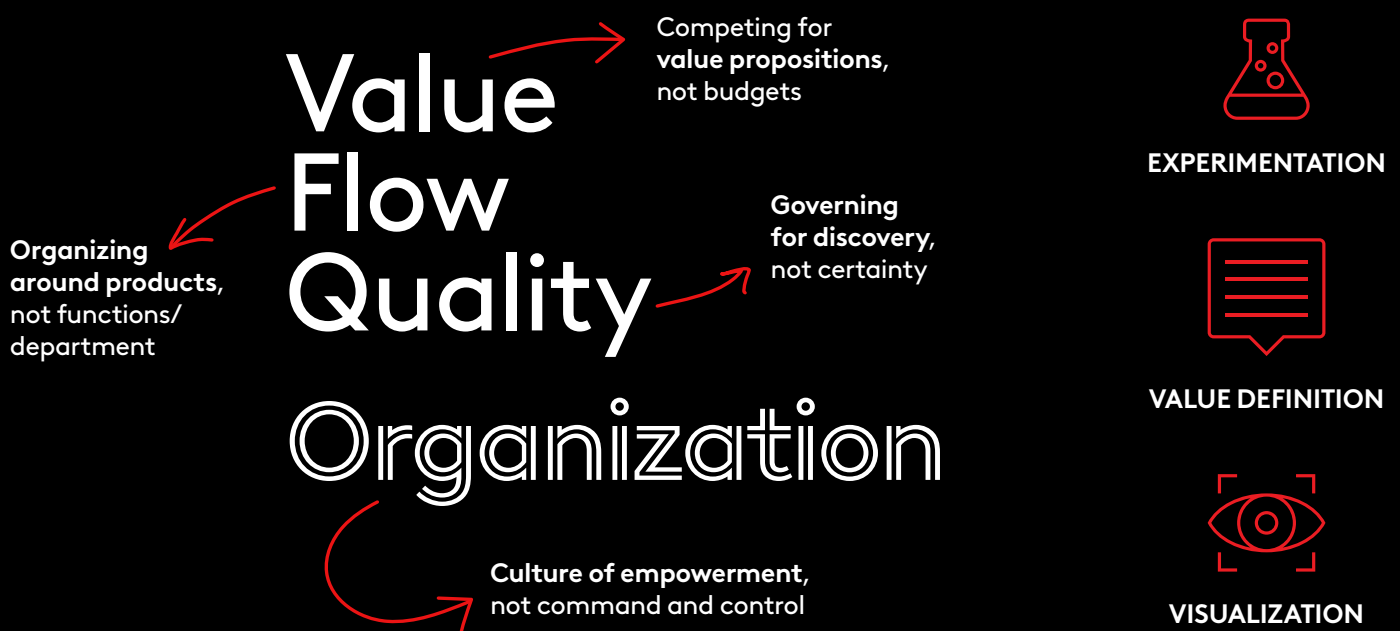 Value
Flow
Quality
Organization
Competing for
value propositions,
not budgets
Organizing
around products,
not functions/
department
Governing
for discovery,
not certainty
Culture of empowerment,
not command and control
EXPERIMENTATION
VALUE DEFINITION
VISUALIZATION